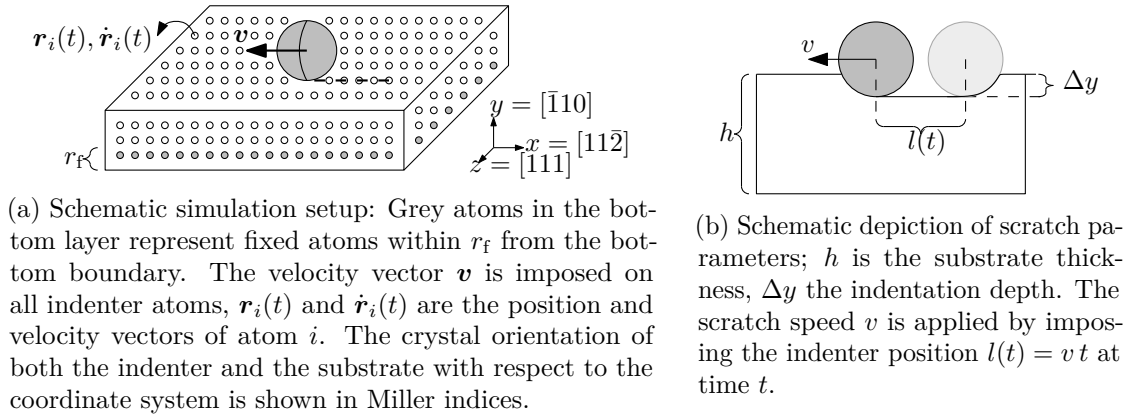 r_i(t), ṙ_i(t)
v
y = [1̄10]
x = [112̄]
z = [111]
r_f
(a) Schematic simulation setup: Grey atoms in the bot-
tom layer represent fixed atoms within r_f from the bot-
tom boundary. The velocity vector v is imposed on
all indenter atoms, r_i(t) and ṙ_i(t) are the position and
velocity vectors of atom i. The crystal orientation of
both the indenter and the substrate with respect to the
coordinate system is shown in Miller indices.
v
Δy
h
l(t)
(b) Schematic depiction of scratch pa-
rameters; h is the substrate thick-
ness, Δy the indentation depth. The
scratch speed v is applied by impos-
ing the indenter position l(t) = v t at
time t.